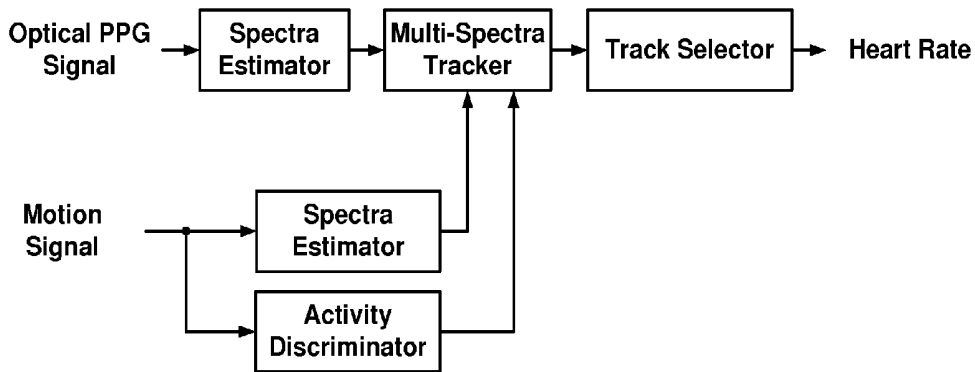 Optical PPG
Signal
Spectra
Estimator
Multi-Spectra
Tracker
Track Selector
Heart Rate
Motion
Signal
Spectra
Estimator
Activity
Discriminator